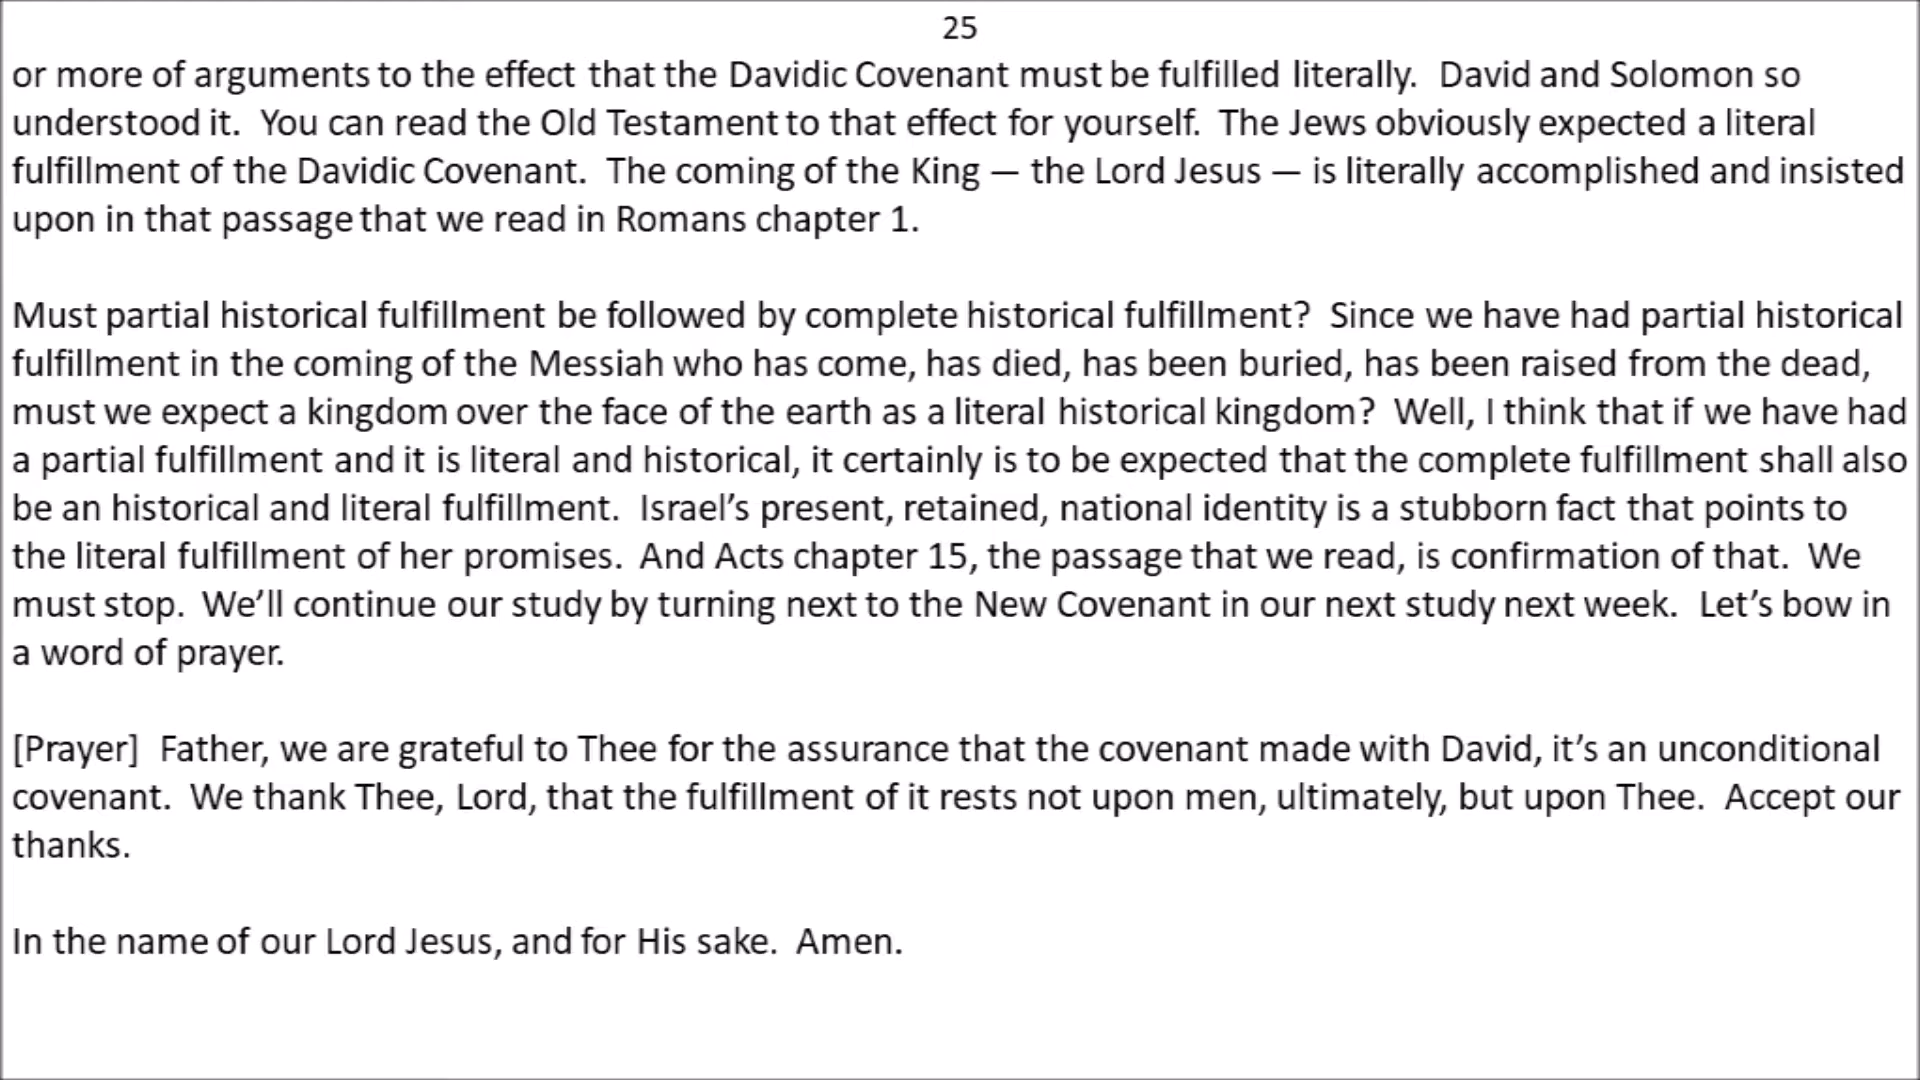 25
or more of arguments to the effect that the Davidic Covenant must be fulfilled literally.  David and Solomon so
understood it.  You can read the Old Testament to that effect for yourself.  The Jews obviously expected a literal
fulfillment of the Davidic Covenant.  The coming of the King — the Lord Jesus — is literally accomplished and insisted
upon in that passage that we read in Romans chapter 1.
Must partial historical fulfillment be followed by complete historical fulfillment?  Since we have had partial historical
fulfillment in the coming of the Messiah who has come, has died, has been buried, has been raised from the dead,
must we expect a kingdom over the face of the earth as a literal historical kingdom?  Well, I think that if we have had
a partial fulfillment and it is literal and historical, it certainly is to be expected that the complete fulfillment shall also
be an historical and literal fulfillment.  Israel’s present, retained, national identity is a stubborn fact that points to
the literal fulfillment of her promises.  And Acts chapter 15, the passage that we read, is confirmation of that.  We
must stop.  We’ll continue our study by turning next to the New Covenant in our next study next week.  Let’s bow in
a word of prayer.
[Prayer]  Father, we are grateful to Thee for the assurance that the covenant made with David, it’s an unconditional
covenant.  We thank Thee, Lord, that the fulfillment of it rests not upon men, ultimately, but upon Thee.  Accept our
thanks.
In the name of our Lord Jesus, and for His sake.  Amen.